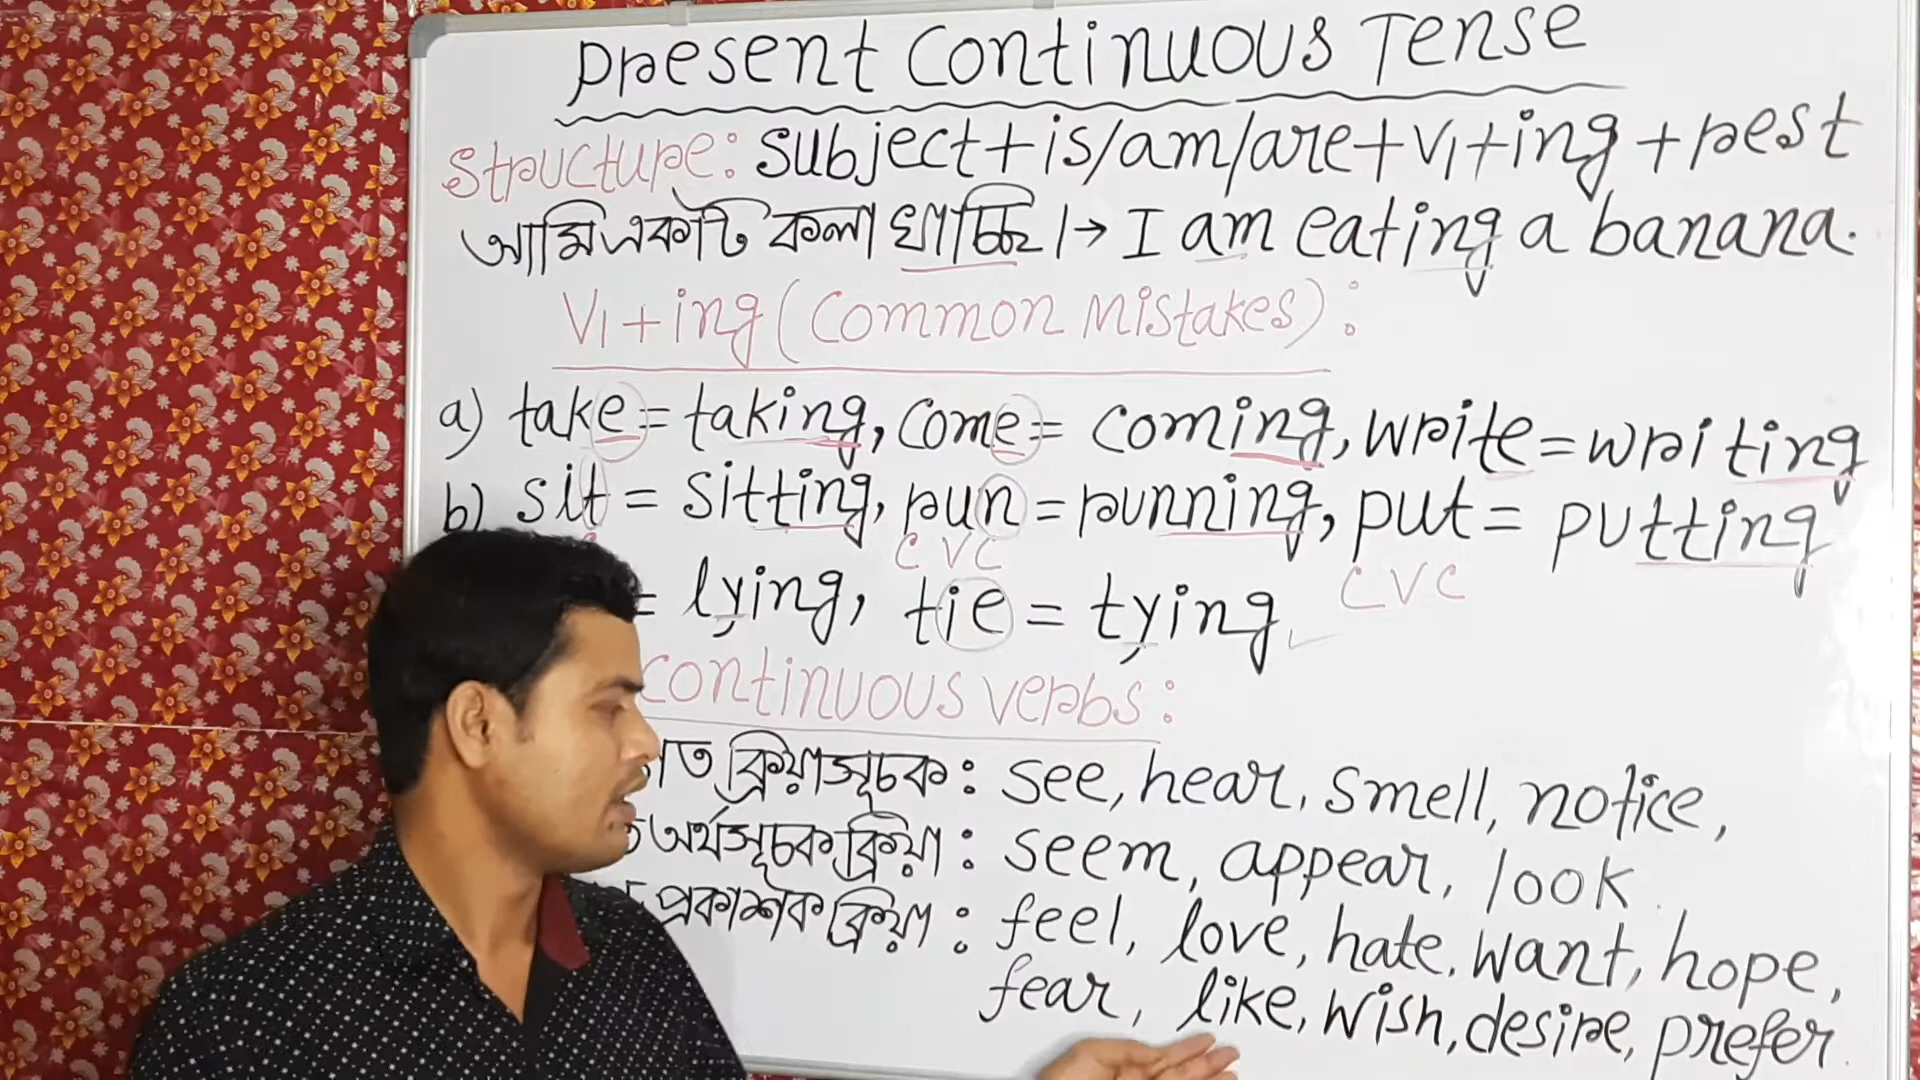 Present Continuous Tense
Structure: Subject+is/am/are+V1+ing+rest
আমি একটি কলা খাচ্ছি।→ I am eating a banana.
V1+ing(Common Mistakes):
a) take=taking, come= coming, write=writing
b) sit = sitting, run=running, put= putting
C V C
C V C
= lying, tie = tying
continuous verbs:
গত ক্রিয়াসূচক: see, hear, smell, notice,
অর্থসূচক ক্রিয়া: seem, appear, look
প্রকাশক ক্রিয়া: feel, love, hate, want, hope,
fear, like, wish, desire, prefer.